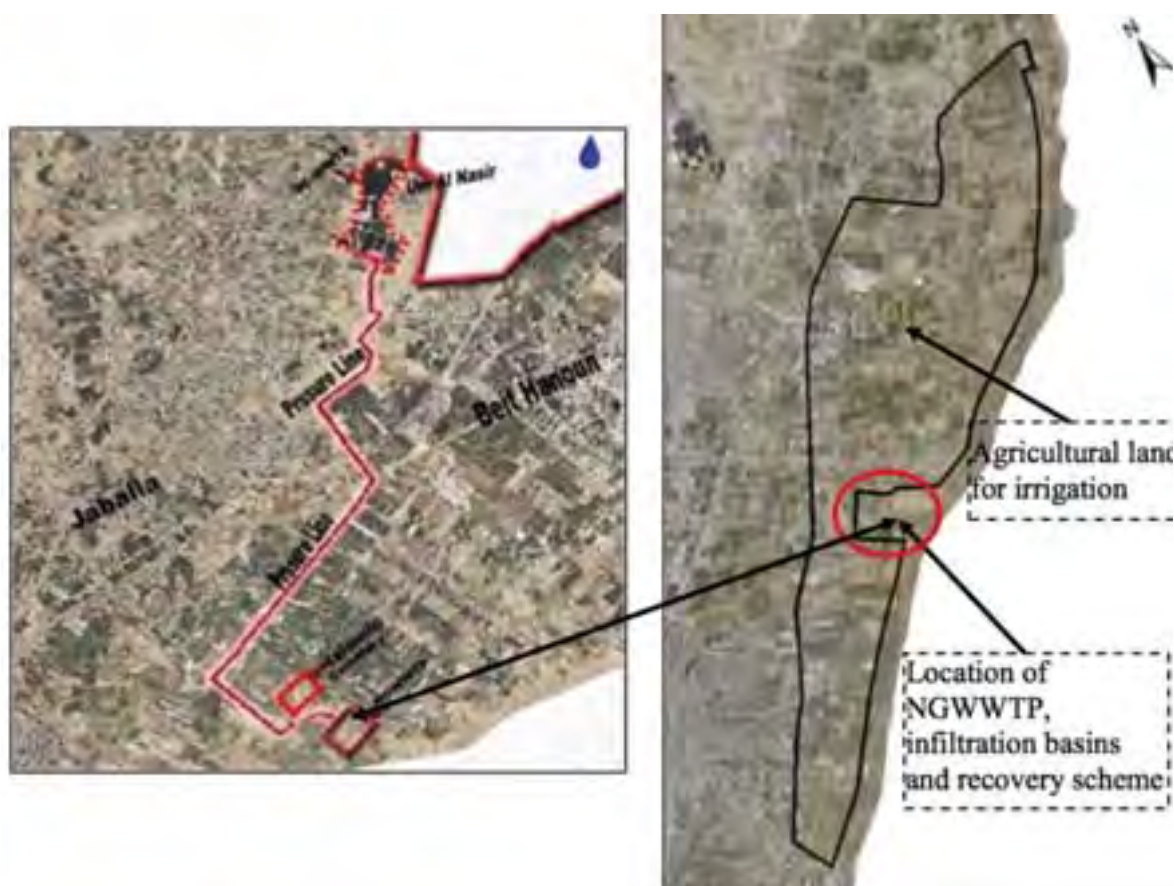 Um Al Nasir
Pressure Line
Beit Hanoun
Jabalia
Pressure Line
N
Agricultural land
for irrigation
Location of
NGWWTP,
infiltration basins
and recovery scheme